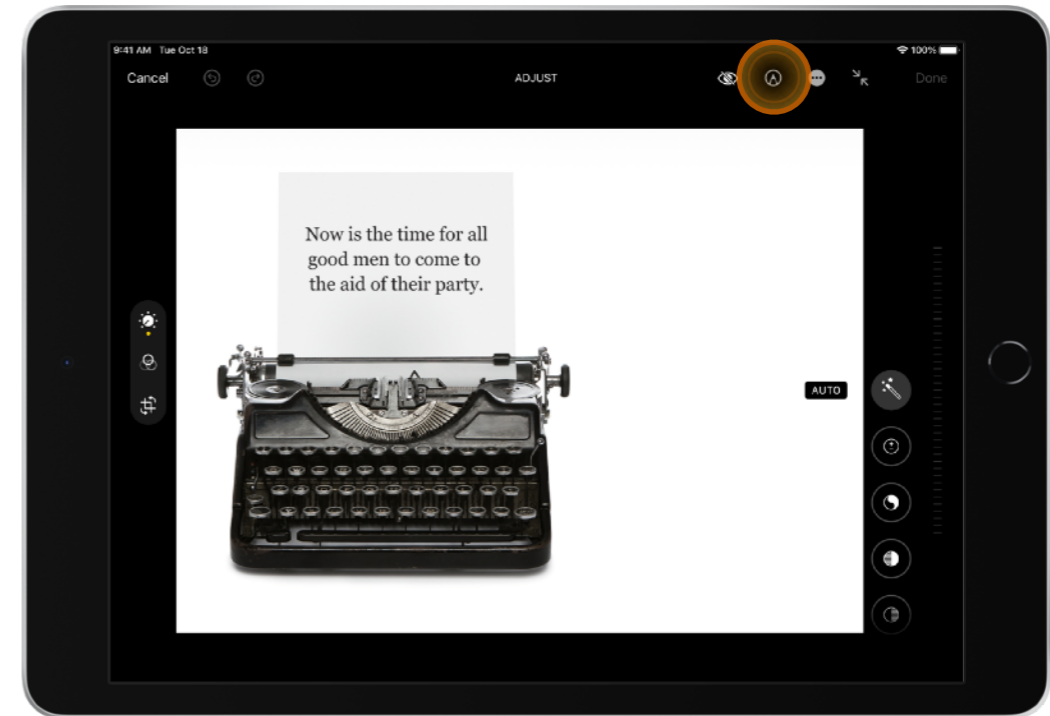 9:41 AM Tue Oct 18
100%
Cancel
ADJUST
Done
Now is the time for all
good men to come to
the aid of their party.
AUTO